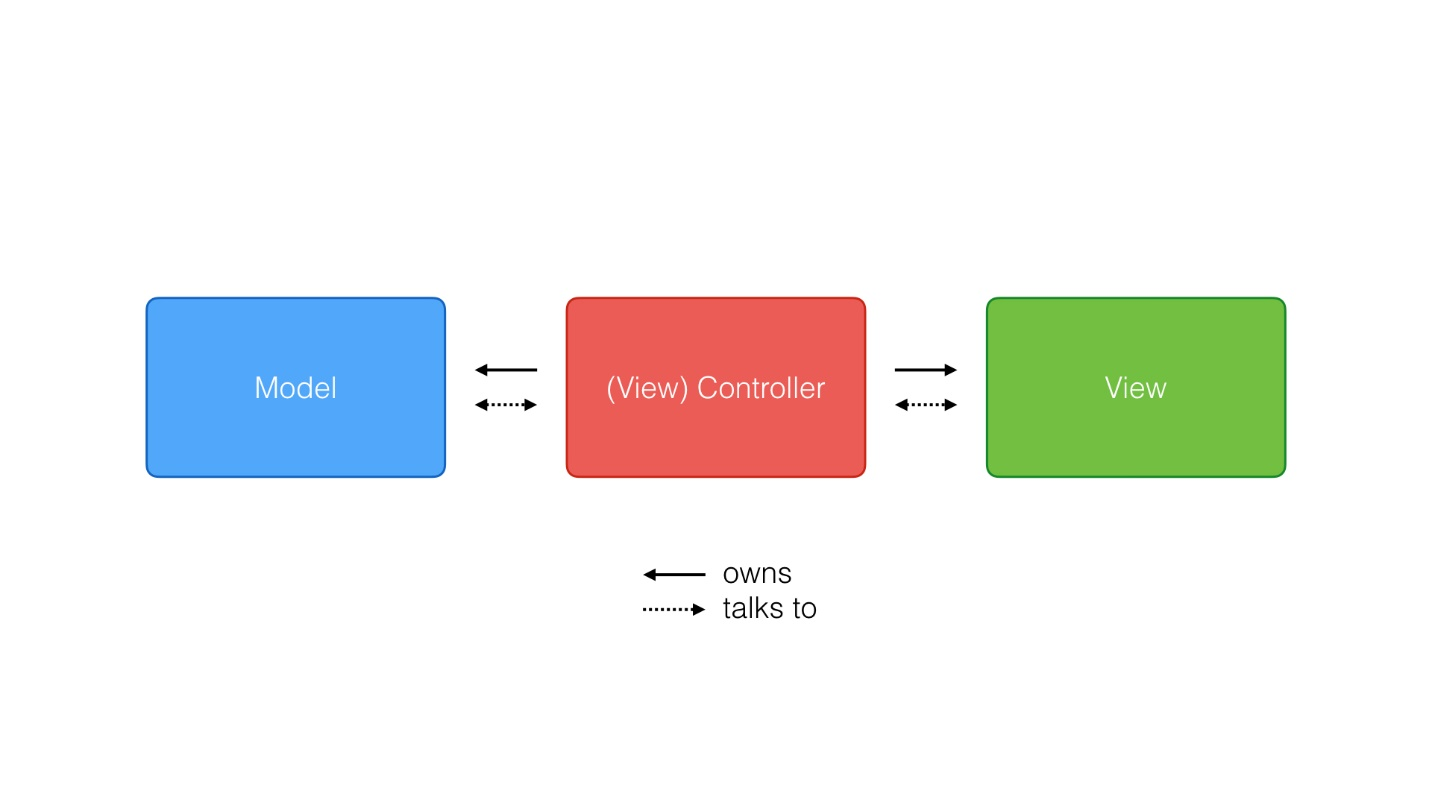 Model
(View) Controller
View
owns
talks to